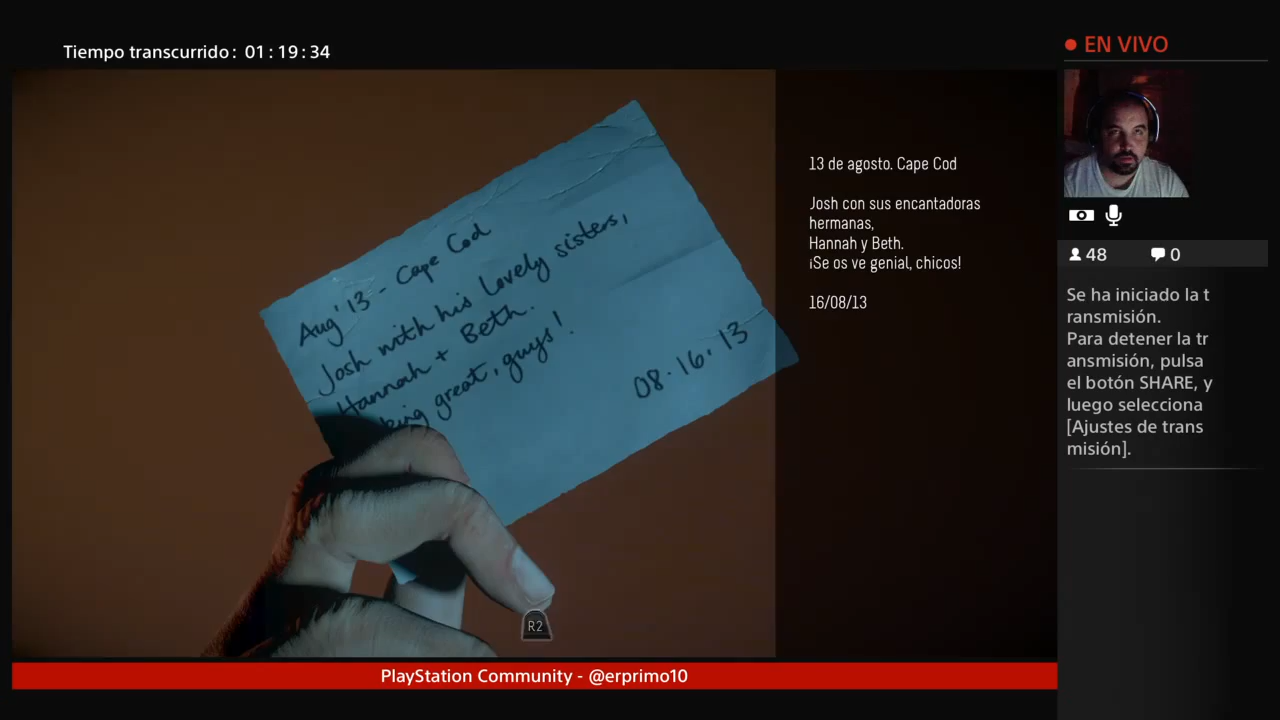 Tiempo transcurrido: 01:19:34
EN VIVO
Aug' 13 - Cape Cod
Josh with his lovely sisters,
Hannah + Beth.
great, guys!
08.16.13
13 de agosto. Cape Cod
Josh con sus encantadoras
hermanas,
Hannah y Beth.
¡Se os ve genial, chicos!
16/08/13
R2
48
0
Se ha iniciado la t
ransmisión.
Para detener la tr
ansmisión, pulsa
el botón SHARE, y
luego selecciona
[Ajustes de trans
misión].
PlayStation Community - @erprimo10